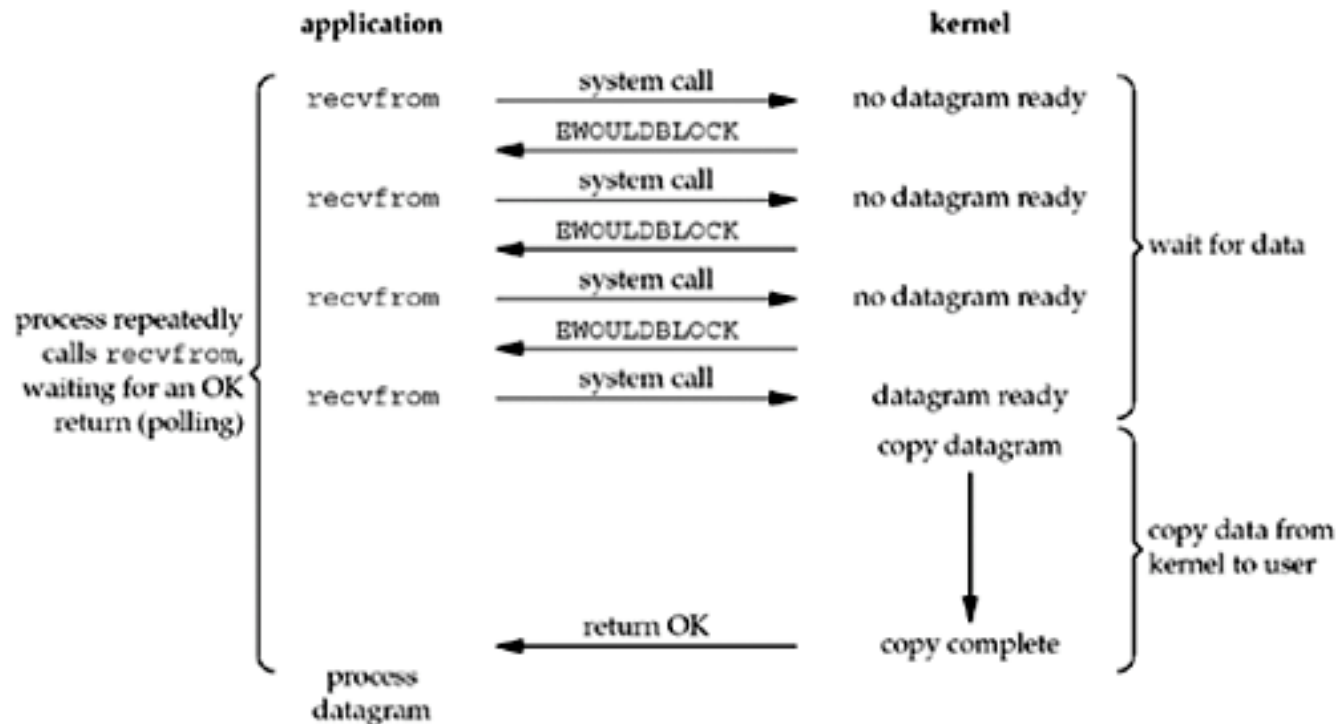 application
kernel
recvfrom
system call
no datagram ready
EWOULDBLOCK
recvfrom
system call
no datagram ready
EWOULDBLOCK
recvfrom
system call
no datagram ready
EWOULDBLOCK
recvfrom
system call
datagram ready
wait for data
process repeatedly
calls recvfrom,
waiting for an OK
return (polling)
copy datagram
copy data from
kernel to user
return OK
copy complete
process
datagram